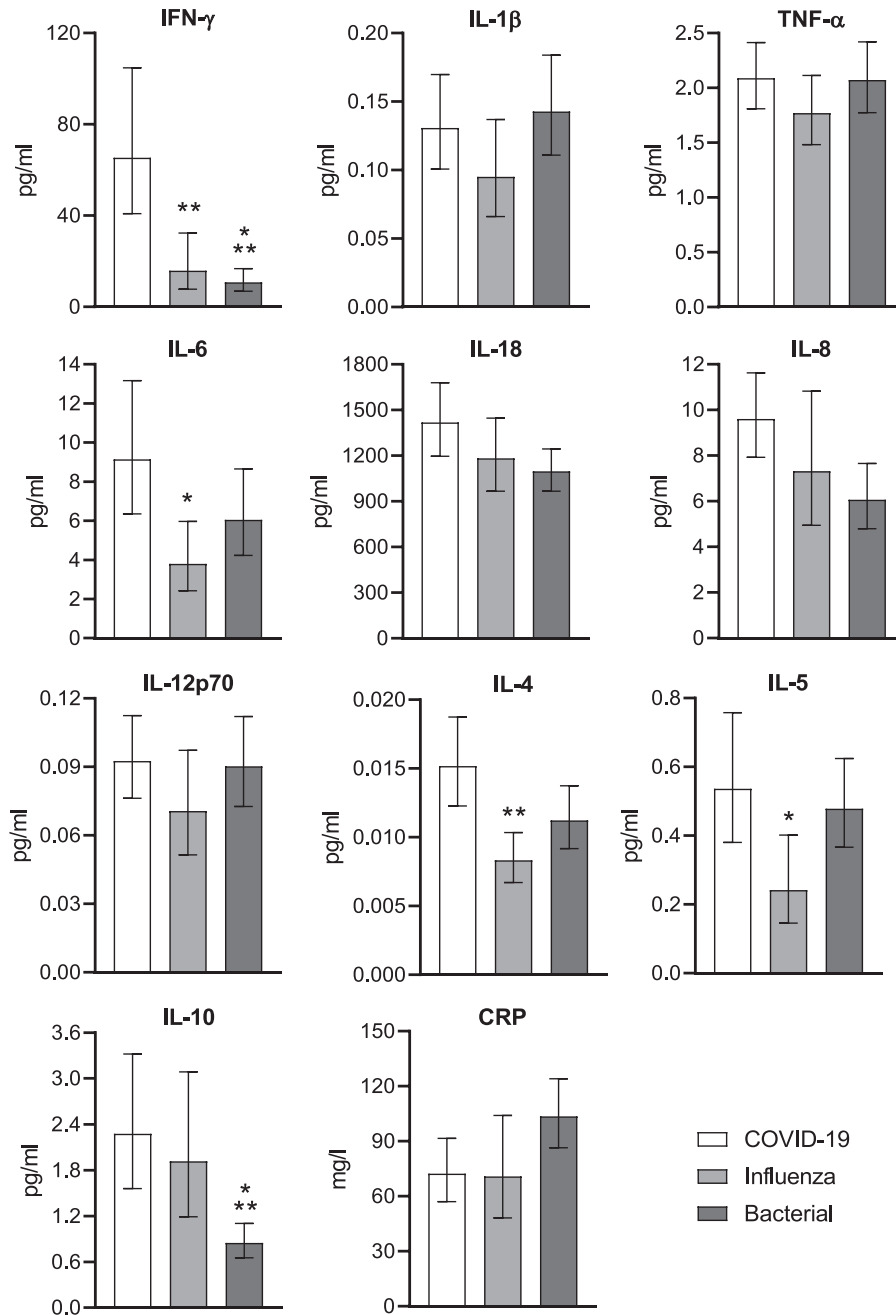 IFN-γ
120
80
40
0
pg/ml
**
*
**
IL-1β
0.20
0.15
0.10
0.05
0.00
pg/ml
TNF-α
2.5
2.0
1.5
1.0
0.5
0.0
pg/ml
IL-6
14
12
10
8
6
4
2
0
pg/ml
*
IL-18
1800
1500
1200
900
600
300
0
pg/ml
IL-8
12
10
8
6
4
2
0
pg/ml
IL-12p70
0.12
0.09
0.06
0.03
0.00
pg/ml
IL-4
0.020
0.015
0.010
0.005
0.000
pg/ml
**
IL-5
0.8
0.6
0.4
0.2
0.0
pg/ml
*
IL-10
3.6
3.0
2.4
1.8
1.2
0.6
0.0
pg/ml
*
**
CRP
150
120
90
60
30
0
mg/l
COVID-19
Influenza
Bacterial